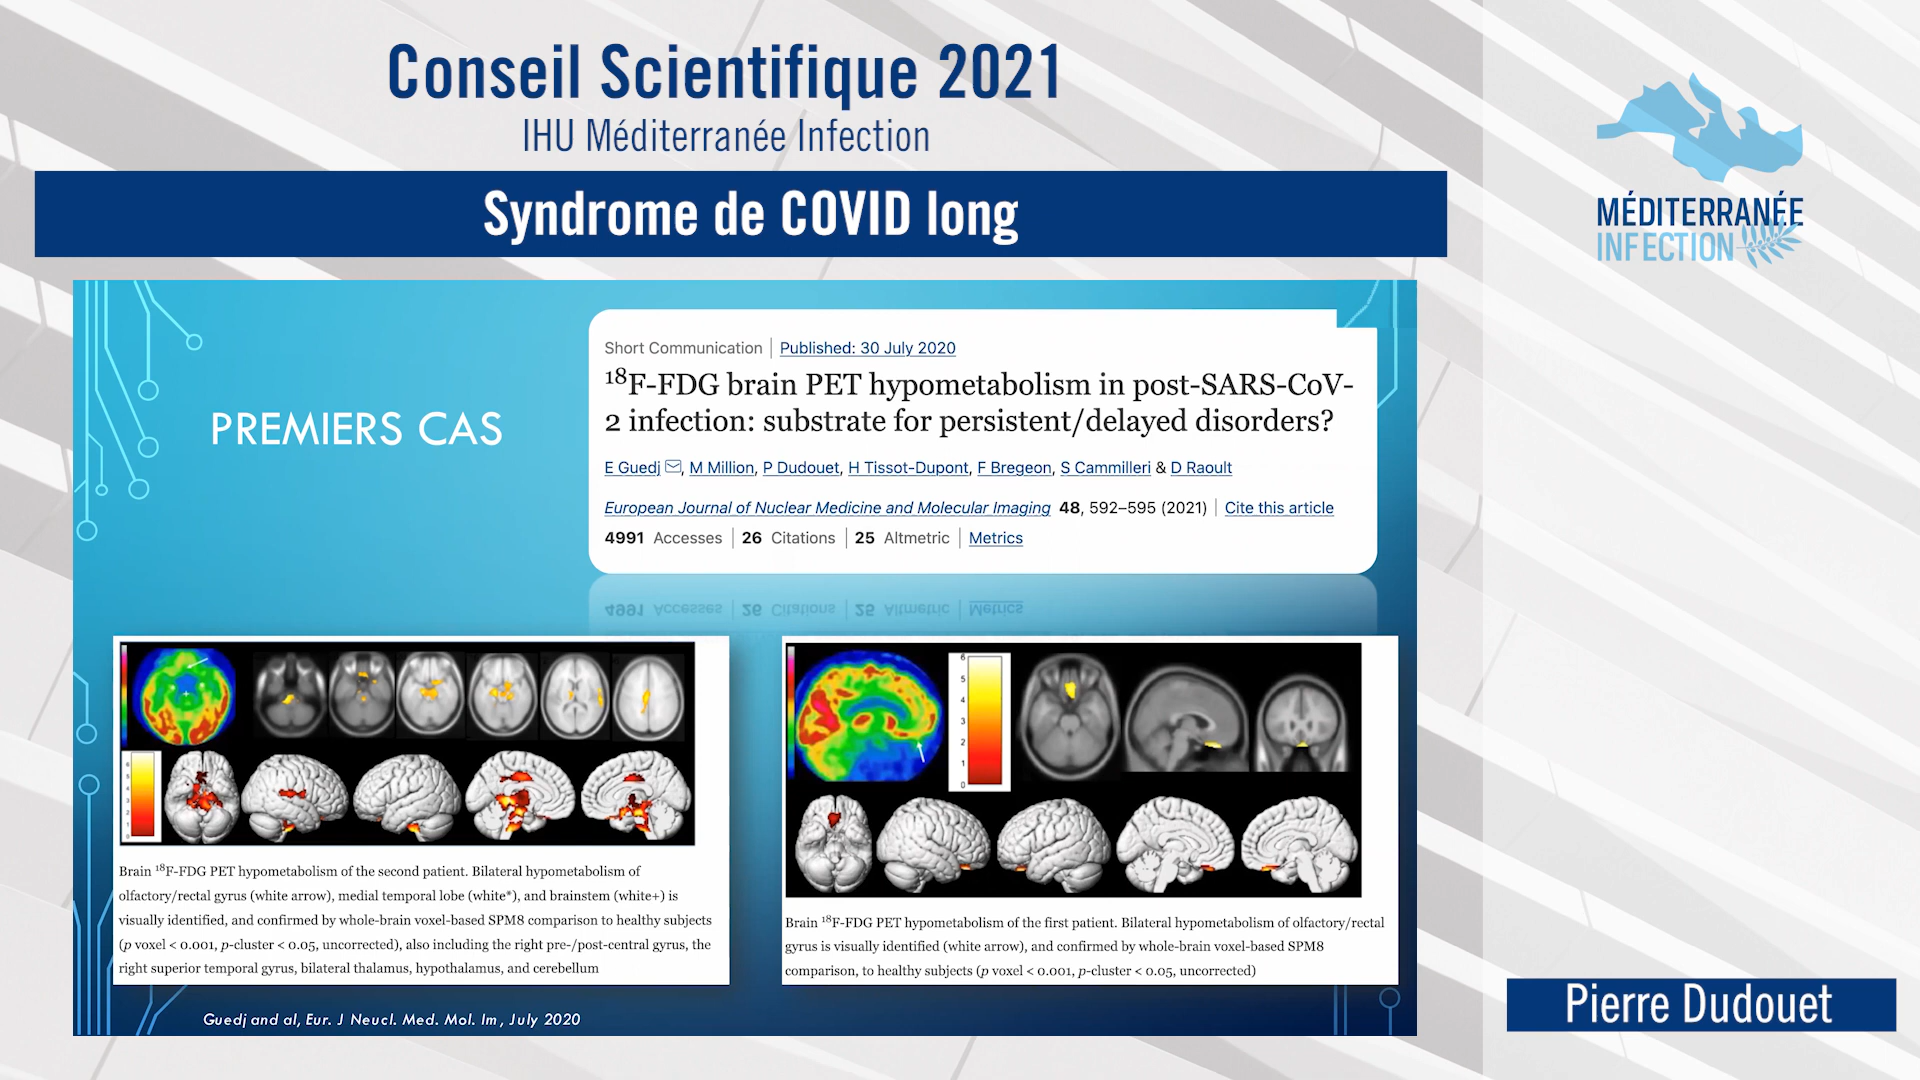 Conseil Scientifique 2021
IHU Méditerranée Infection
Syndrome de COVID long
MÉDITERRANÉE
INFECTION
PREMIERS CAS
Short Communication | Published: 30 July 2020
¹⁸F-FDG brain PET hypometabolism in post-SARS-CoV-
2 infection: substrate for persistent/delayed disorders?
E Guedj, M Million, P Dudouet, H Tissot-Dupont, F Bregeon, S Cammilleri & D Raoult
European Journal of Nuclear Medicine and Molecular Imaging 48, 592–595 (2021) | Cite this article
4991 Accesses | 26 Citations | 25 Altmetric | Metrics
Brain ¹⁸F-FDG PET hypometabolism of the second patient. Bilateral hypometabolism of
olfactory/rectal gyrus (white arrow), medial temporal lobe (white*), and brainstem (white+) is
visually identified, and confirmed by whole-brain voxel-based SPM8 comparison to healthy subjects
(p voxel < 0.001, p-cluster < 0.05, uncorrected), also including the right pre-/post-central gyrus, the
right superior temporal gyrus, bilateral thalamus, hypothalamus, and cerebellum
6
5
4
3
2
1
0
Brain ¹⁸F-FDG PET hypometabolism of the first patient. Bilateral hypometabolism of olfactory/rectal
gyrus is visually identified (white arrow), and confirmed by whole-brain voxel-based SPM8
comparison, to healthy subjects (p voxel < 0.001, p-cluster < 0.05, uncorrected)
Guedj and al, Eur. J Neucl. Med. Mol. Im, July 2020
Pierre Dudouet